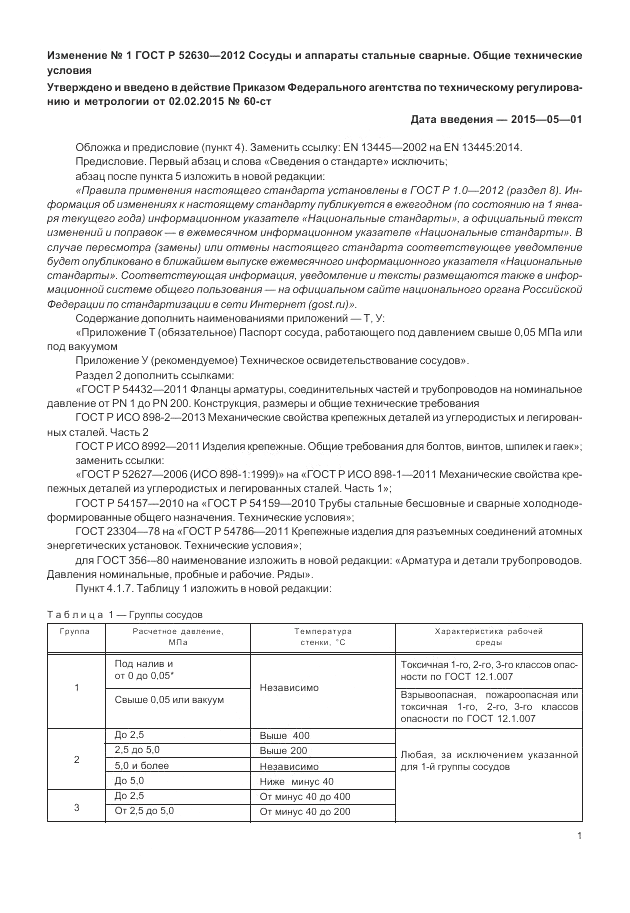 Изменение № 1 ГОСТ Р 52630—2012 Сосуды и аппараты стальные сварные. Общие технические
условия
Утверждено и введено в действие Приказом Федерального агентства по техническому регулирова-
нию и метрологии от 02.02.2015 № 60-ст
Дата введения — 2015—05—01
Обложка и предисловие (пункт 4). Заменить ссылку: EN 13445—2002 на EN 13445:2014.
Предисловие. Первый абзац и слова «Сведения о стандарте» исключить;
абзац после пункта 5 изложить в новой редакции:
«Правила применения настоящего стандарта установлены в ГОСТ Р 1.0—2012 (раздел 8). Ин-
формация об изменениях к настоящему стандарту публикуется в ежегодном (по состоянию на 1 янва-
ря текущего года) информационном указателе «Национальные стандарты», а официальный текст
изменений и поправок — в ежемесячном информационном указателе «Национальные стандарты». В
случае пересмотра (замены) или отмены настоящего стандарта соответствующее уведомление
будет опубликовано в ближайшем выпуске ежемесячного информационного указателя «Национальные
стандарты». Соответствующая информация, уведомление и тексты размещаются также в инфор-
мационной системе общего пользования — на официальном сайте национального органа Российской
Федерации по стандартизации в сети Интернет (gost.ru)».
Содержание дополнить наименованиями приложений — Т, У:
«Приложение Т (обязательное) Паспорт сосуда, работающего под давлением свыше 0,05 МПа или
под вакуумом
Приложение У (рекомендуемое) Техническое освидетельствование сосудов».
Раздел 2 дополнить ссылками:
«ГОСТ Р 54432—2011 Фланцы арматуры, соединительных частей и трубопроводов на номинальное
давление от PN 1 до PN 200. Конструкция, размеры и общие технические требования
ГОСТ Р ИСО 898-2—2013 Механические свойства крепежных деталей из углеродистых и легирован-
ных сталей. Часть 2
ГОСТ Р ИСО 8992—2011 Изделия крепежные. Общие требования для болтов, винтов, шпилек и гаек»;
заменить ссылки:
«ГОСТ Р 52627—2006 (ИСО 898-1:1999)» на «ГОСТ Р ИСО 898-1—2011 Механические свойства кре-
пежных деталей из углеродистых и легированных сталей. Часть 1»;
ГОСТ Р 54157—2010 на «ГОСТ Р 54159—2010 Трубы стальные бесшовные и сварные холодноде-
формированные общего назначения. Технические условия»;
ГОСТ 23304—78 на «ГОСТ Р 54786—2011 Крепежные изделия для разъемных соединений атомных
энергетических установок. Технические условия»;
для ГОСТ 356-–80 наименование изложить в новой редакции: «Арматура и детали трубопроводов.
Давления номинальные, пробные и рабочие. Ряды».
Пункт 4.1.7. Таблицу 1 изложить в новой редакции:
Таблица 1 — Группы сосудов
Группа
Расчетное давление,
МПа
Температура
стенки, °С
Характеристика рабочей
среды
1
Под налив и
от 0 до 0,05*
Независимо
Токсичная 1-го, 2-го, 3-го классов опас-
ности по ГОСТ 12.1.007
Свыше 0,05 или вакуум
Взрывоопасная, пожароопасная или
токсичная 1-го, 2-го, 3-го классов
опасности по ГОСТ 12.1.007
2
До 2,5
Выше 400
Любая, за исключением указанной
для 1-й группы сосудов
2,5 до 5,0
Выше 200
5,0 и более
Независимо
До 5,0
Ниже минус 40
3
До 2,5
От минус 40 до 400
От 2,5 до 5,0
От минус 40 до 200
1